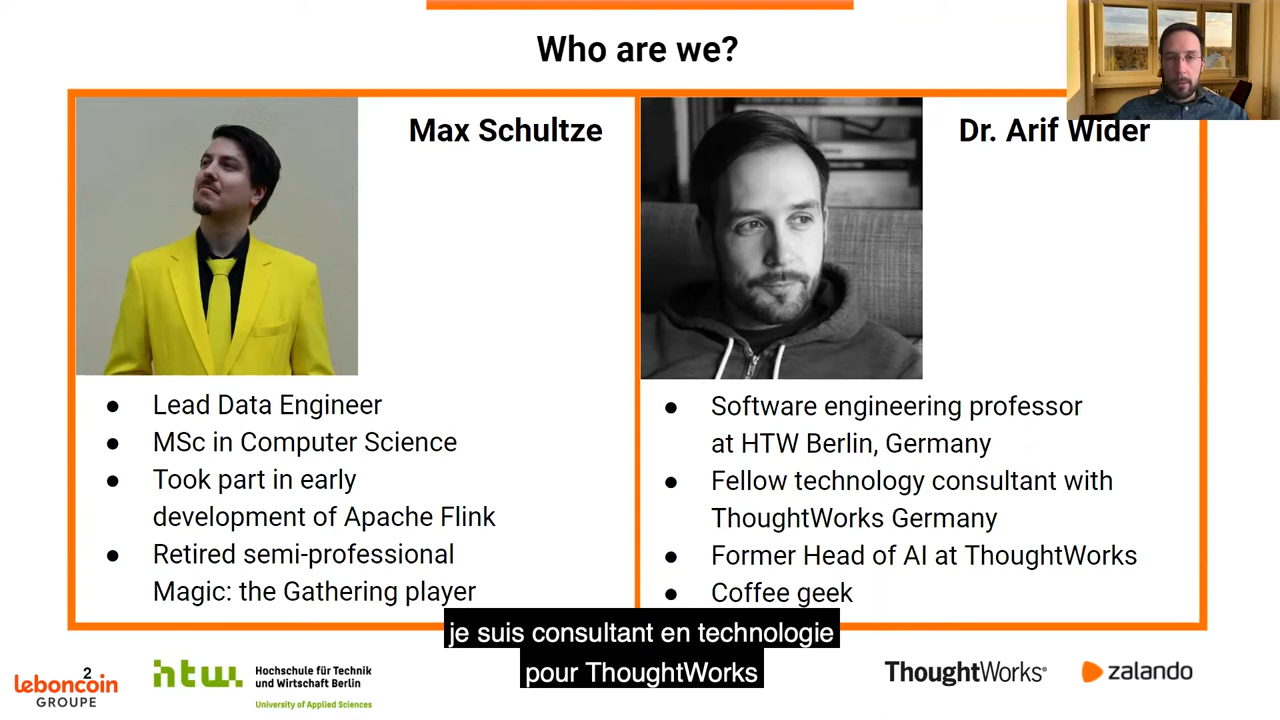 Who are we?
Max Schultze
● Lead Data Engineer
● MSc in Computer Science
● Took part in early
development of Apache Flink
● Retired semi-professional
Magic: the Gathering player
Dr. Arif Wider
● Software engineering professor
at HTW Berlin, Germany
● Fellow technology consultant with
ThoughtWorks Germany
● Former Head of AI at ThoughtWorks
● Coffee geek
je suis consultant en technologie
pour ThoughtWorks
2
leboncoin
GROUPE
htw.
Hochschule für Technik
und Wirtschaft Berlin
University of Applied Sciences
ThoughtWorks®
zalando